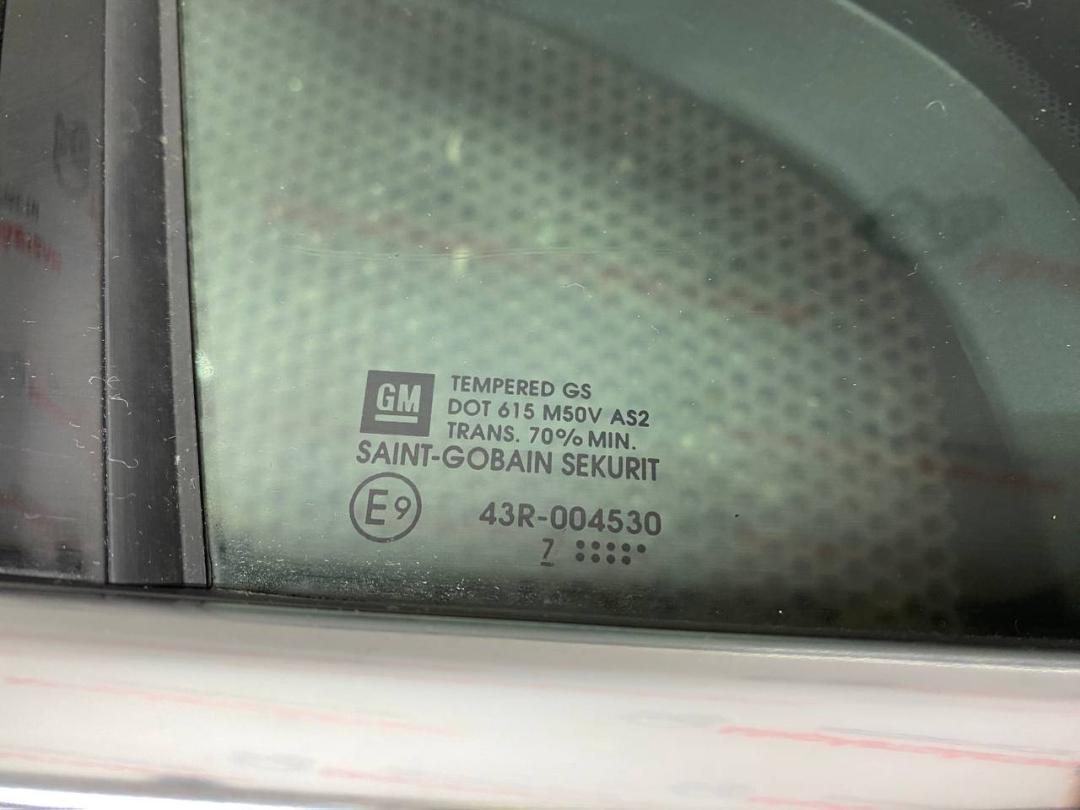 GM
TEMPERED GS
DOT 615 M50V AS2
TRANS. 70% MIN.
SAINT-GOBAIN SEKURIT
E9
43R-004530
7